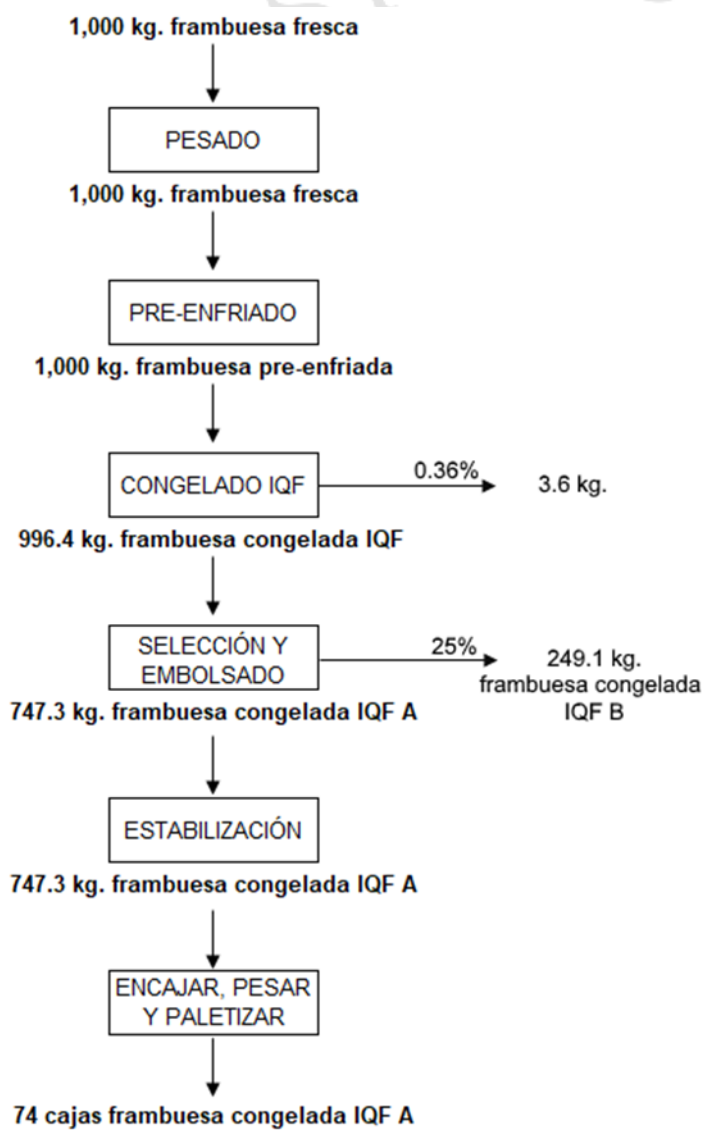 1,000 kg. frambuesa fresca
PESADO
1,000 kg. frambuesa fresca
PRE-ENFRIADO
1,000 kg. frambuesa pre-enfriada
CONGELADO IQF
0.36%
3.6 kg.
996.4 kg. frambuesa congelada IQF
SELECCIÓN Y
EMBOLSADO
25%
249.1 kg.
frambuesa congelada
IQF B
747.3 kg. frambuesa congelada IQF A
ESTABILIZACIÓN
747.3 kg. frambuesa congelada IQF A
ENCAJAR, PESAR
Y PALETIZAR
74 cajas frambuesa congelada IQF A